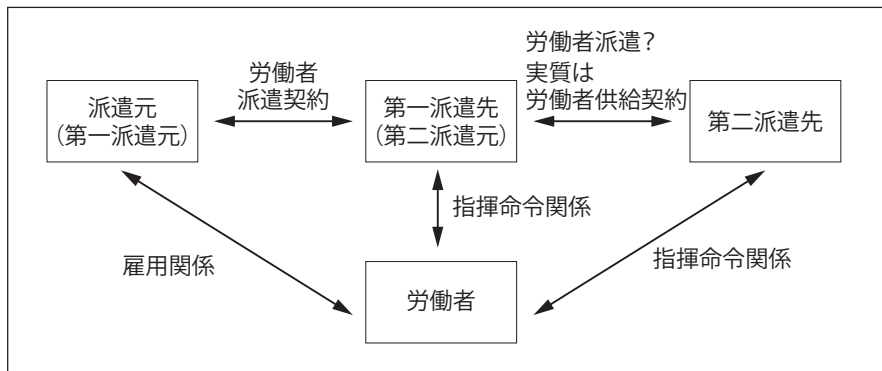 労働者派遣？
実質は
労働者供給契約
労働者
派遣契約
派遣元
（第一派遣元）
第一派遣先
（第二派遣元）
第二派遣先
指揮命令関係
雇用関係
指揮命令関係
労働者